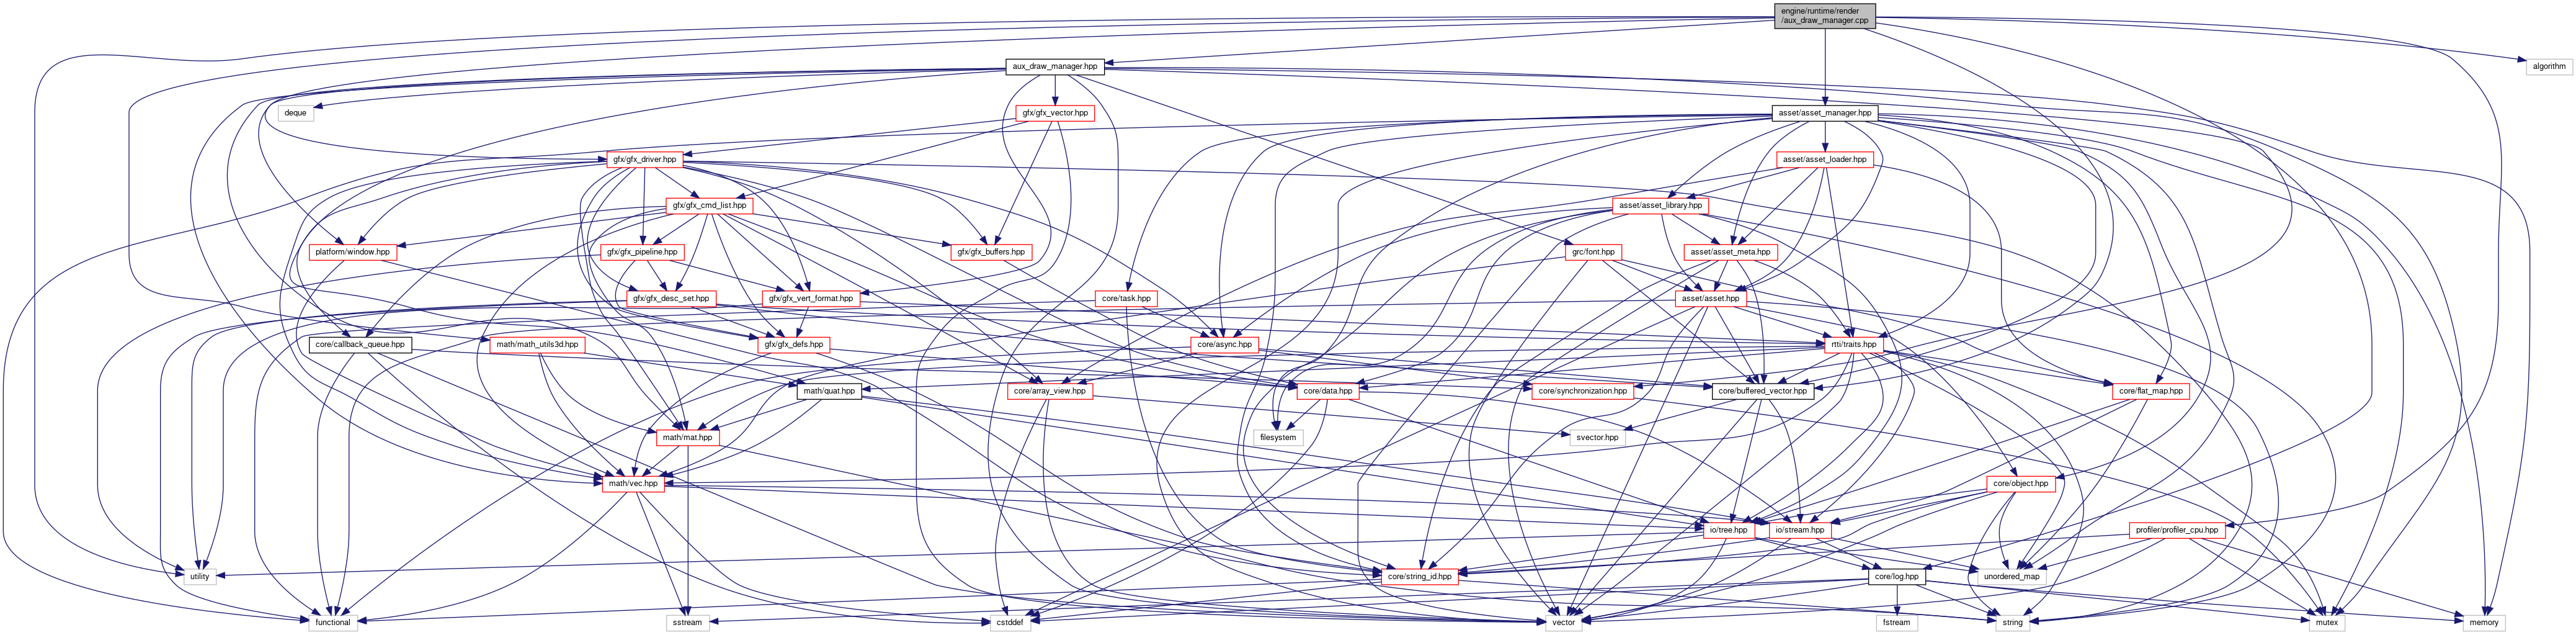 engine/runtime/render
/aux_draw_manager.cpp
aux_draw_manager.hpp
algorithm
deque
gfx/gfx_vector.hpp
asset/asset_manager.hpp
gfx/gfx_driver.hpp
asset/asset_loader.hpp
gfx/gfx_cmd_list.hpp
asset/asset_library.hpp
platform/window.hpp
gfx/gfx_pipeline.hpp
gfx/gfx_buffers.hpp
grc/font.hpp
asset/asset_meta.hpp
gfx/gfx_desc_set.hpp
gfx/gfx_vert_format.hpp
core/task.hpp
asset/asset.hpp
core/callback_queue.hpp
math/math_utils3d.hpp
gfx/gfx_defs.hpp
core/async.hpp
rtti/traits.hpp
math/quat.hpp
core/array_view.hpp
core/data.hpp
core/synchronization.hpp
core/buffered_vector.hpp
core/flat_map.hpp
math/mat.hpp
filesystem
svector.hpp
math/vec.hpp
core/object.hpp
io/tree.hpp
io/stream.hpp
profiler/profiler_cpu.hpp
utility
core/string_id.hpp
core/log.hpp
unordered_map
functional
sstream
cstddef
vector
fstream
string
mutex
memory